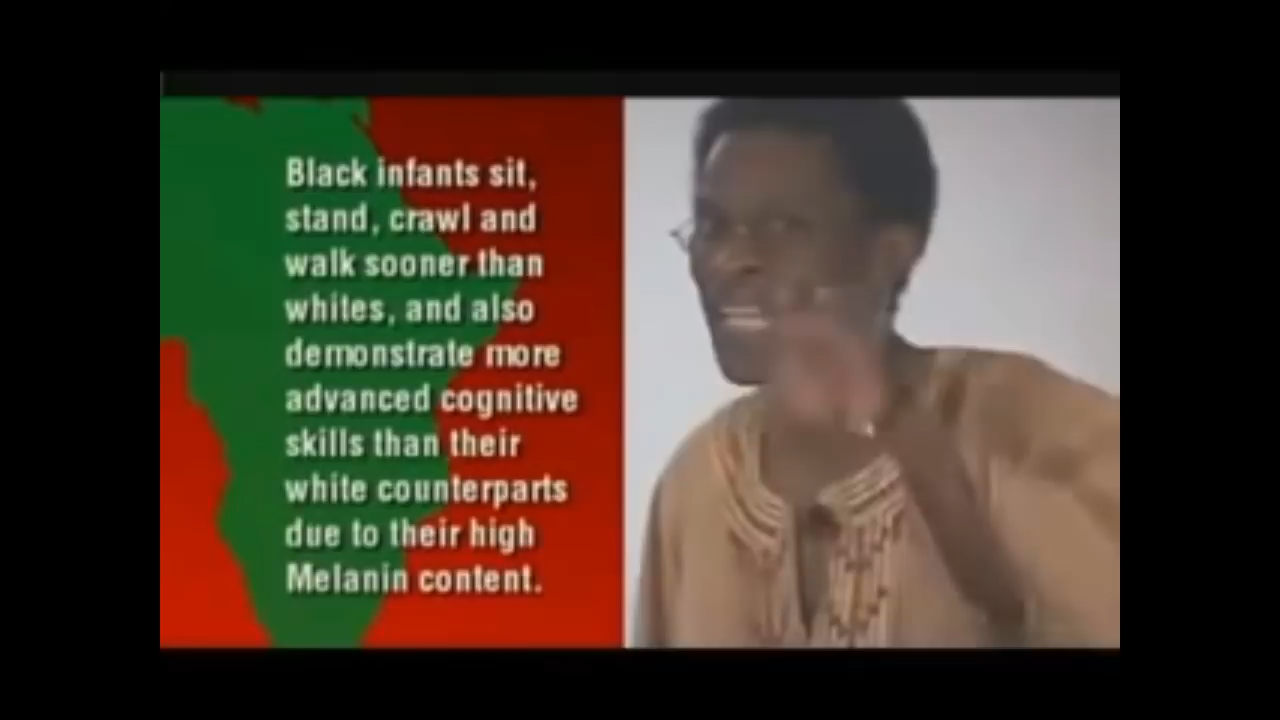 Black infants sit,
stand, crawl and
walk sooner than
whites, and also
demonstrate more
advanced cognitive
skills than their
white counterparts
due to their high
Melanin content.